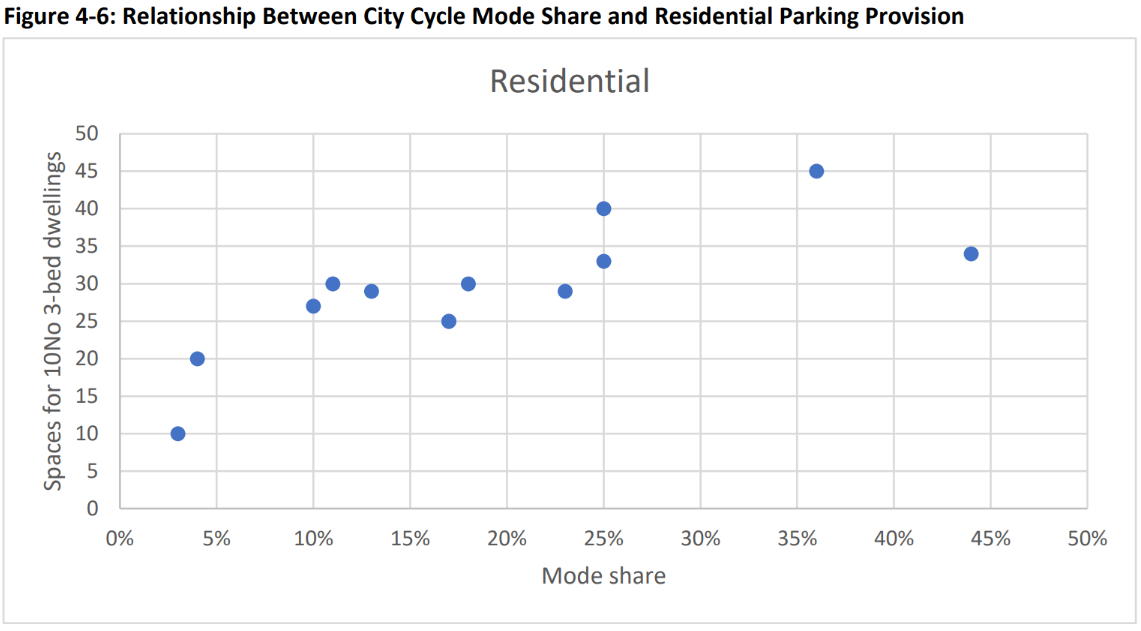 Figure 4-6: Relationship Between City Cycle Mode Share and Residential Parking Provision
Residential
Spaces for 10No 3-bed dwellings
50
45
40
35
30
25
20
15
10
5
0
0% 5% 10% 15% 20% 25% 30% 35% 40% 45% 50%
Mode share